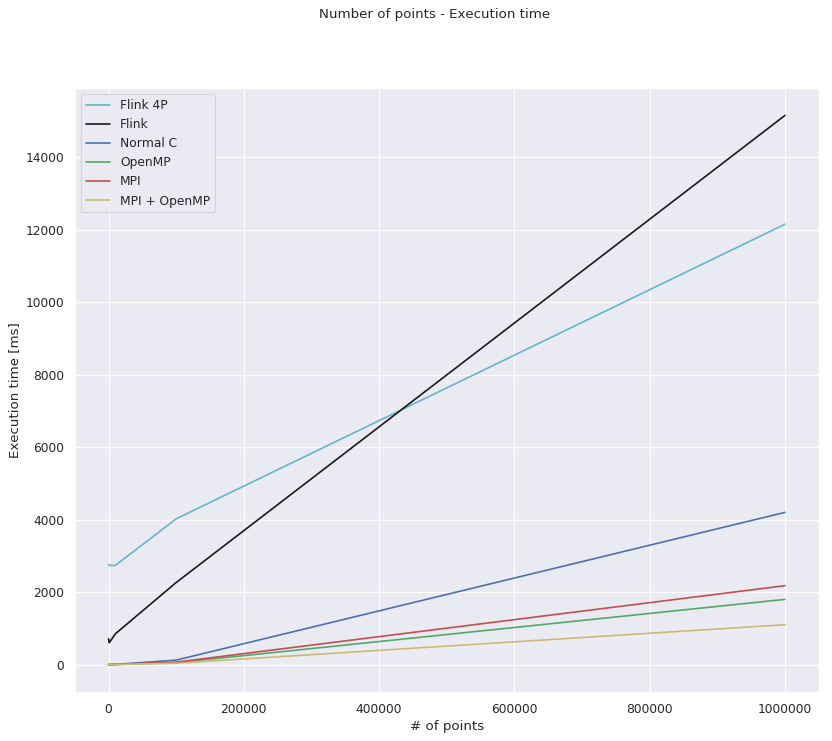 Number of points - Execution time
Flink 4P
Flink
Normal C
OpenMP
MPI
MPI + OpenMP
14000
12000
10000
8000
6000
4000
2000
0
Execution time [ms]
0 200000 400000 600000 800000 1000000
# of points